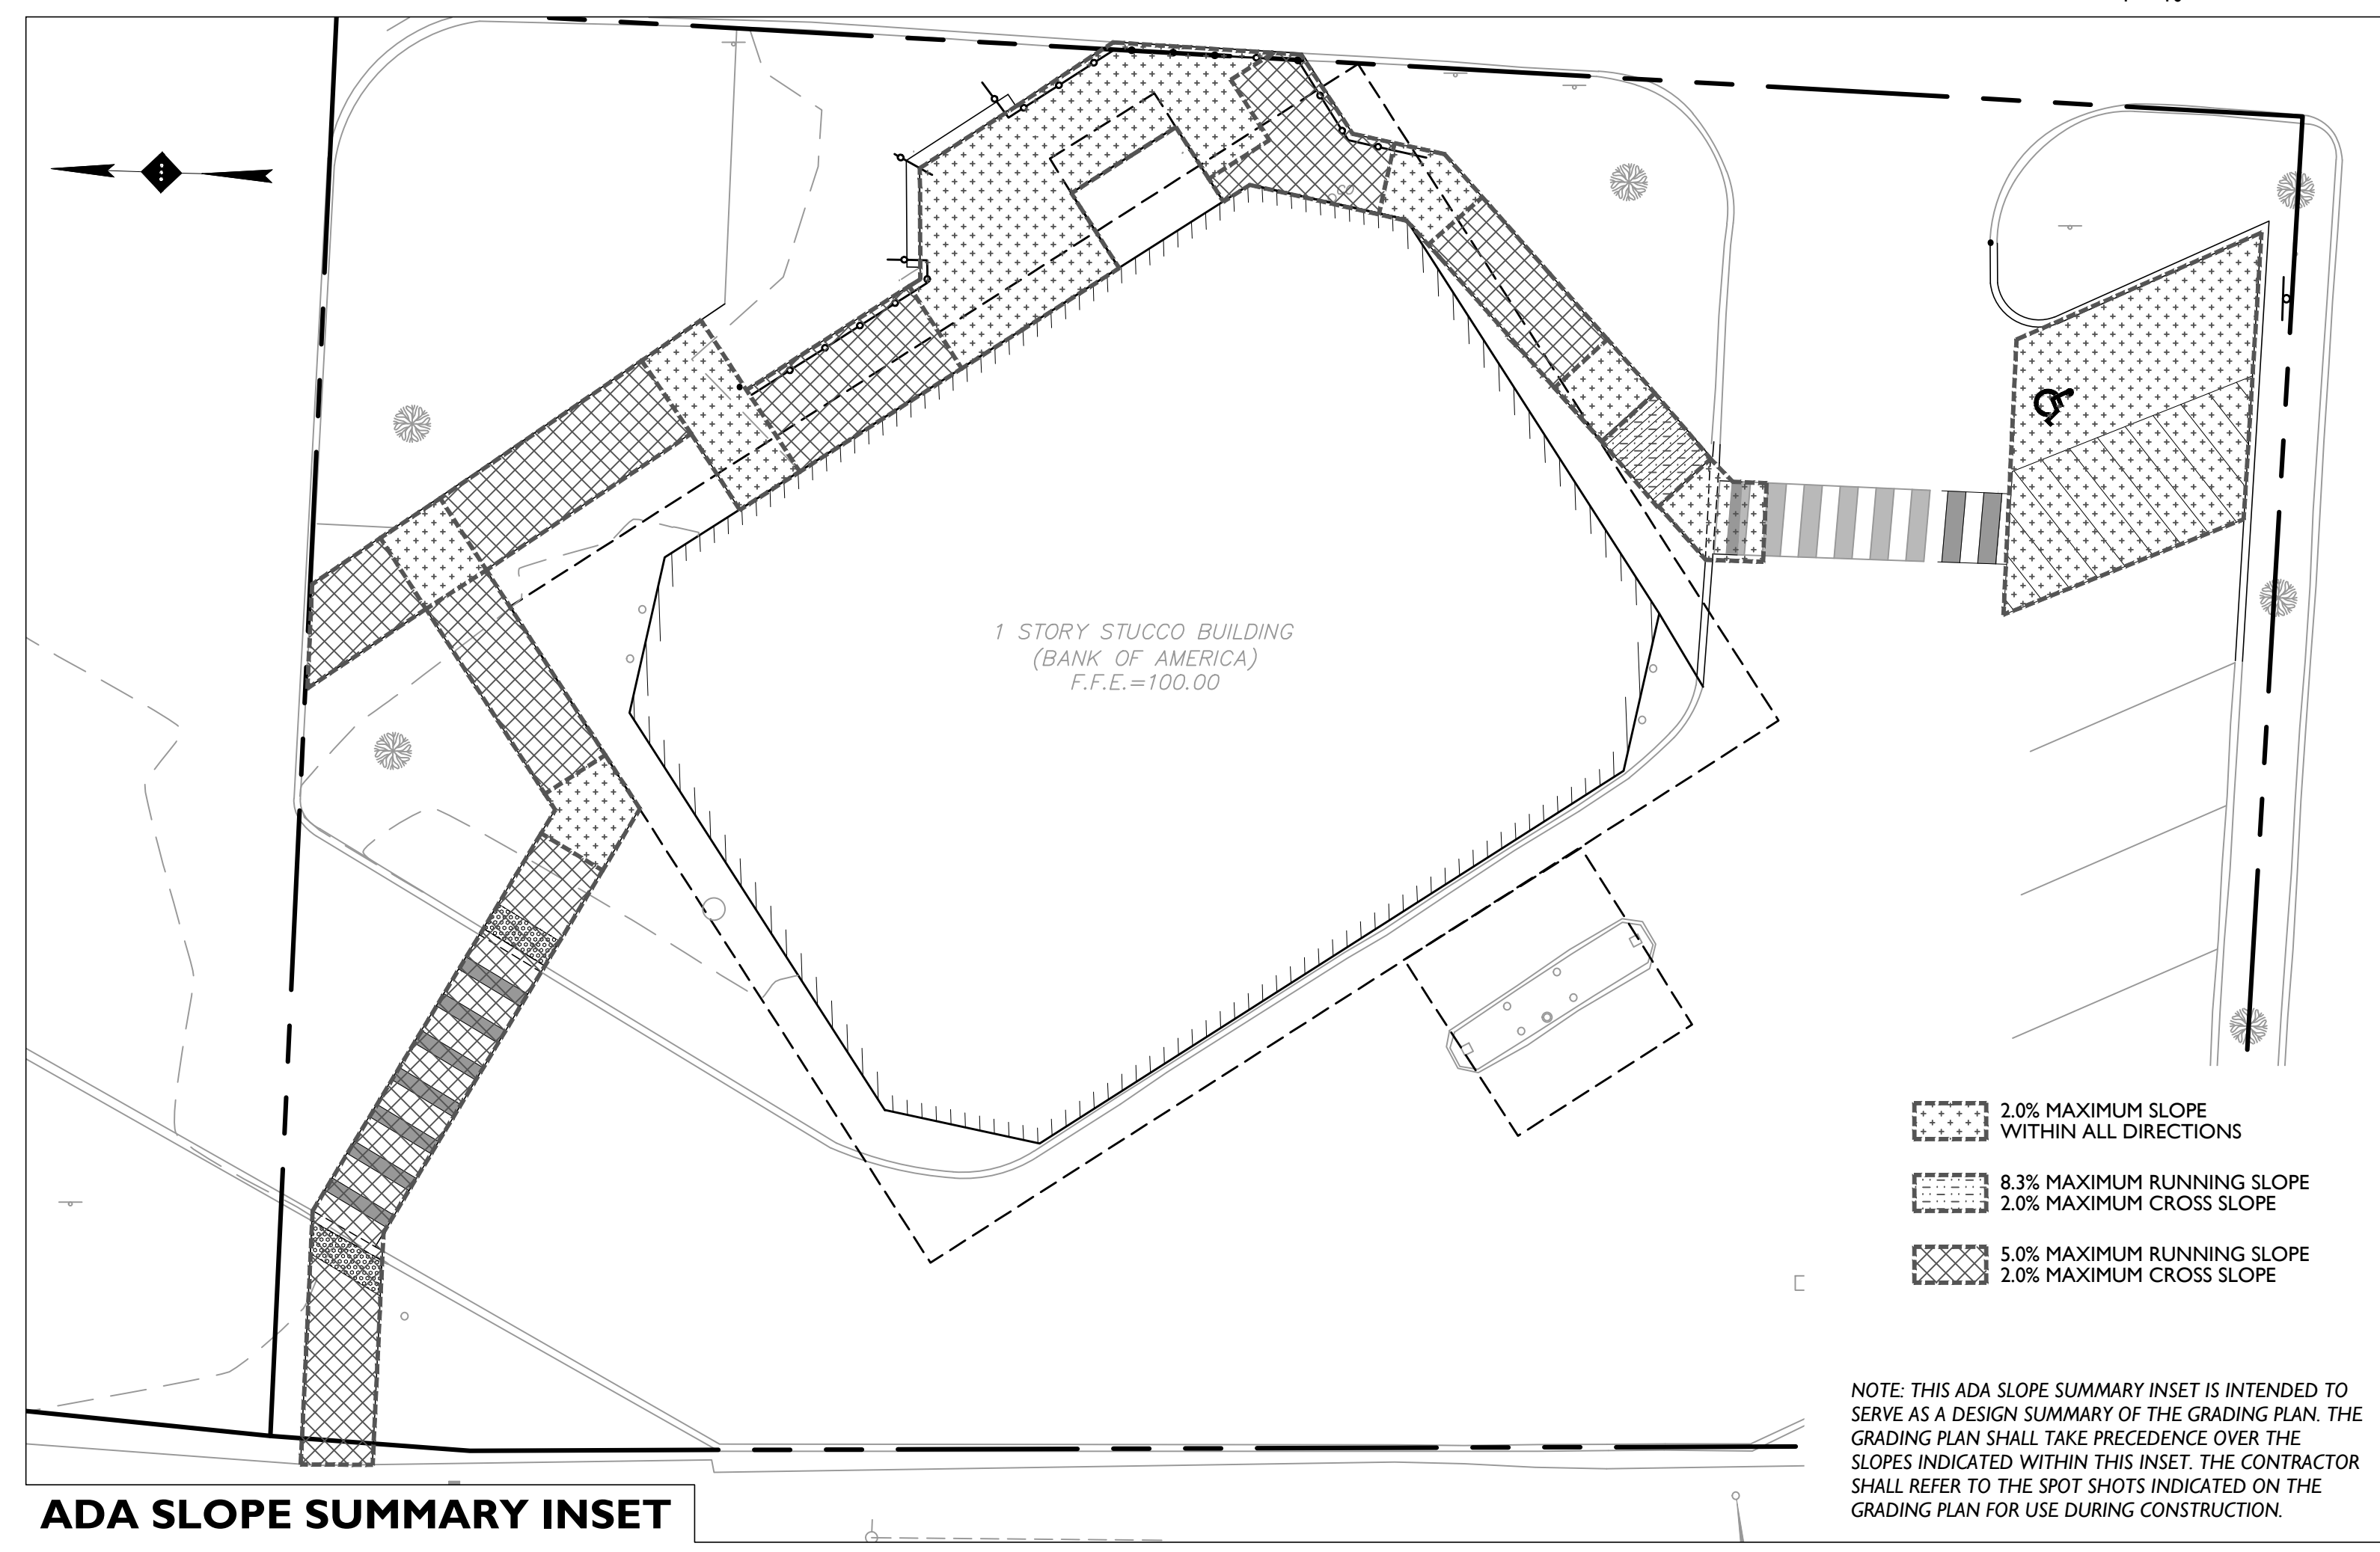 1 STORY STUCCO BUILDING
(BANK OF AMERICA)
F.F.E.=100.00
2.0% MAXIMUM SLOPE
WITHIN ALL DIRECTIONS
8.3% MAXIMUM RUNNING SLOPE
2.0% MAXIMUM CROSS SLOPE
5.0% MAXIMUM RUNNING SLOPE
2.0% MAXIMUM CROSS SLOPE
NOTE: THIS ADA SLOPE SUMMARY INSET IS INTENDED TO
SERVE AS A DESIGN SUMMARY OF THE GRADING PLAN. THE
GRADING PLAN SHALL TAKE PRECEDENCE OVER THE
SLOPES INDICATED WITHIN THIS INSET. THE CONTRACTOR
SHALL REFER TO THE SPOT SHOTS INDICATED ON THE
GRADING PLAN FOR USE DURING CONSTRUCTION.
ADA SLOPE SUMMARY INSET